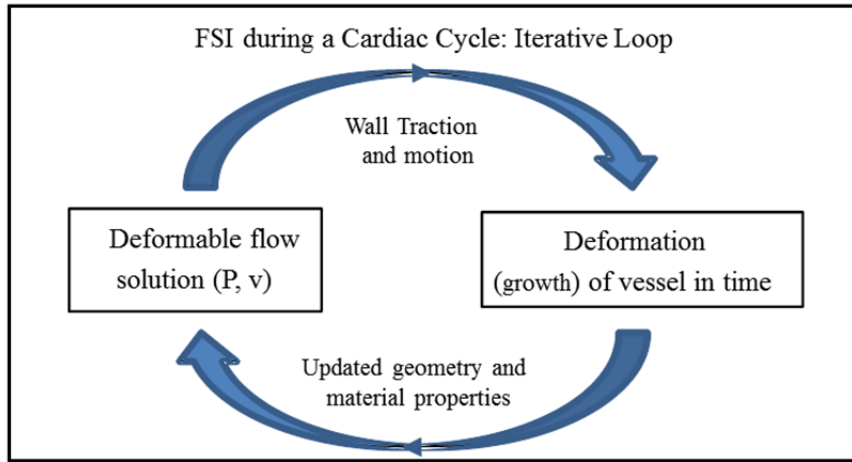 FSI during a Cardiac Cycle: Iterative Loop
Wall Traction
and motion
Deformable flow
solution (P, v)
Deformation
(growth) of vessel in time
Updated geometry and
material properties